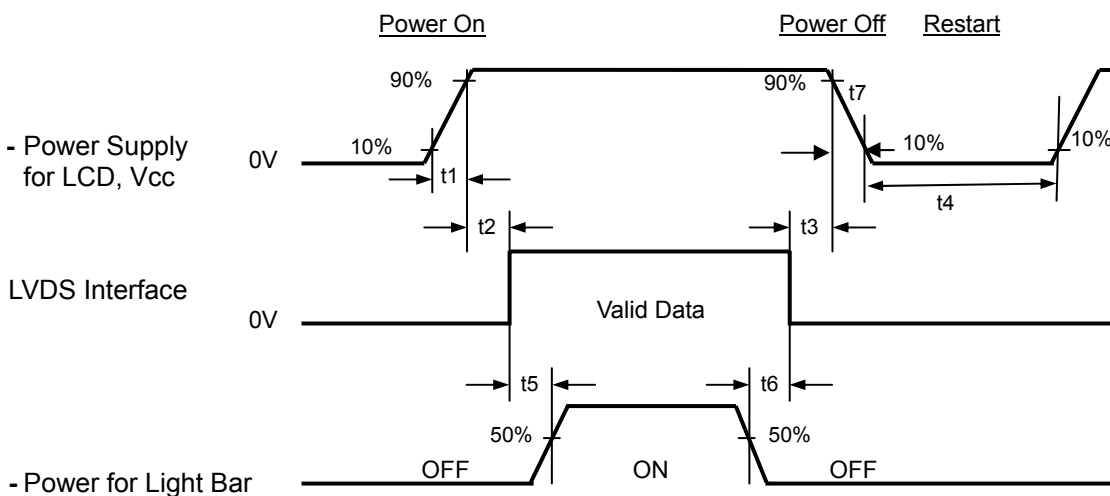 Power On Power Off Restart
90% 90% t7
- Power Supply
for LCD, Vcc
0V 10% 10% 10%
t1 t4
t2 t3
LVDS Interface
0V Valid Data
t5 t6
50% 50%
- Power for Light Bar OFF ON OFF